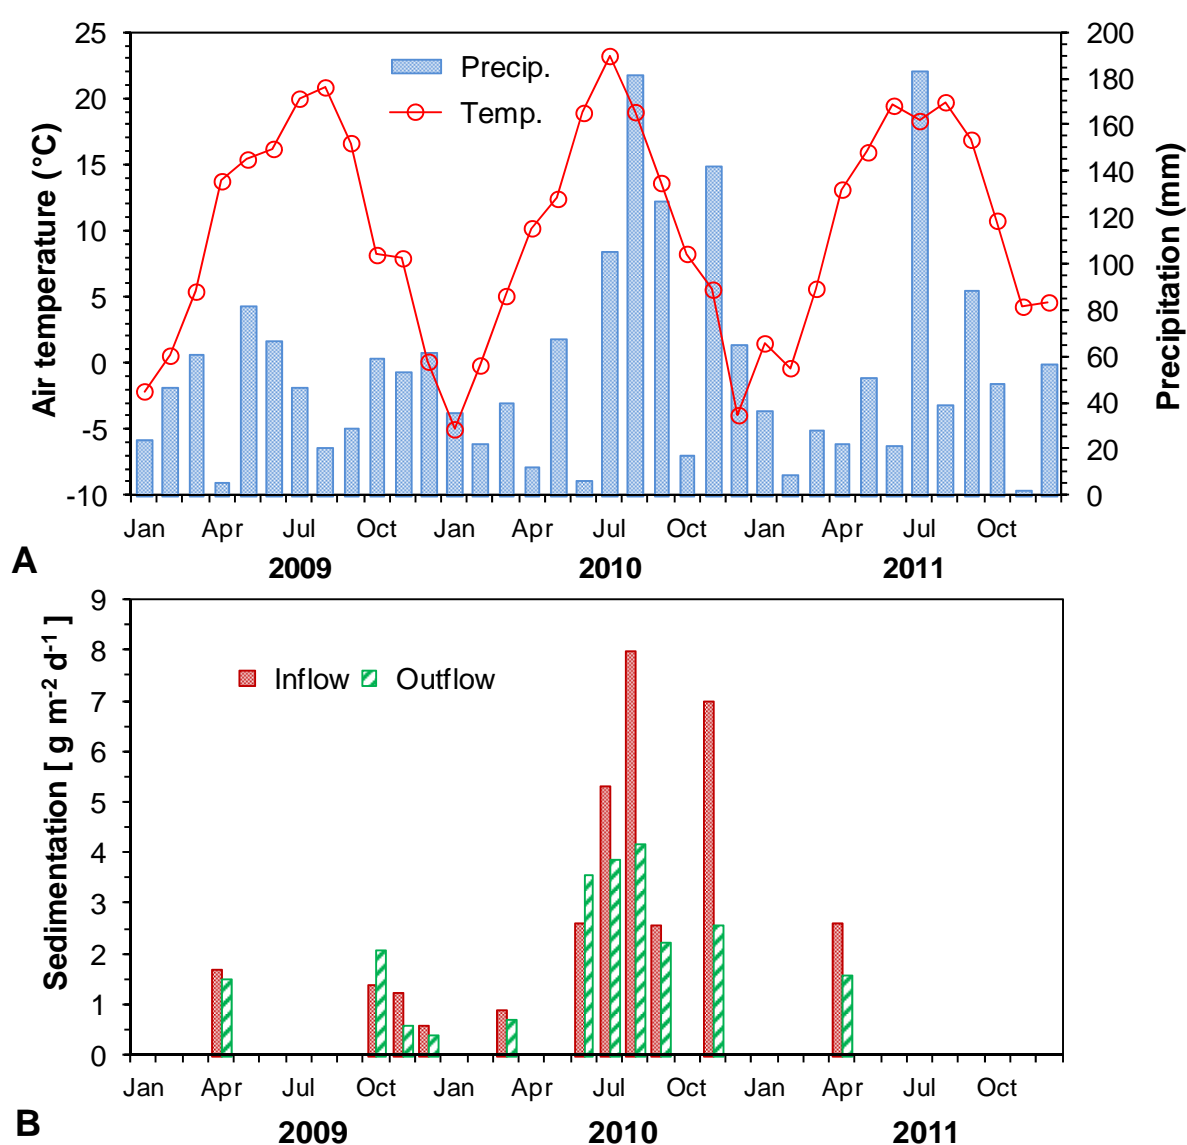 25
20
15
10
5
0
-5
-10
Air temperature (°C)
Precip.
Temp.
200
180
160
140
120
100
80
60
40
20
0
Precipitation (mm)
Jan Apr Jul Oct Jan Apr Jul Oct Jan Apr Jul Oct
2009 2010 2011
A
9
8
7
6
5
4
3
2
1
0
Sedimentation [ g m⁻² d⁻¹]
Inflow Outflow
Jan Apr Jul Oct Jan Apr Jul Oct Jan Apr Jul Oct
2009 2010 2011
B